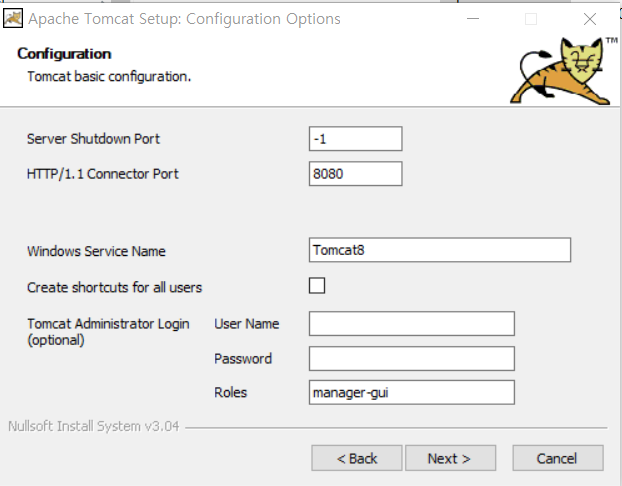 Apache Tomcat Setup: Configuration Options
Configuration
Tomcat basic configuration.
TM
Server Shutdown Port
-1
HTTP/1.1 Connector Port
8080
Windows Service Name
Tomcat8
Create shortcuts for all users
Tomcat Administrator Login
(optional)
User Name
Password
Roles
manager-gui
Nullsoft Install System v3.04
< Back
Next >
Cancel